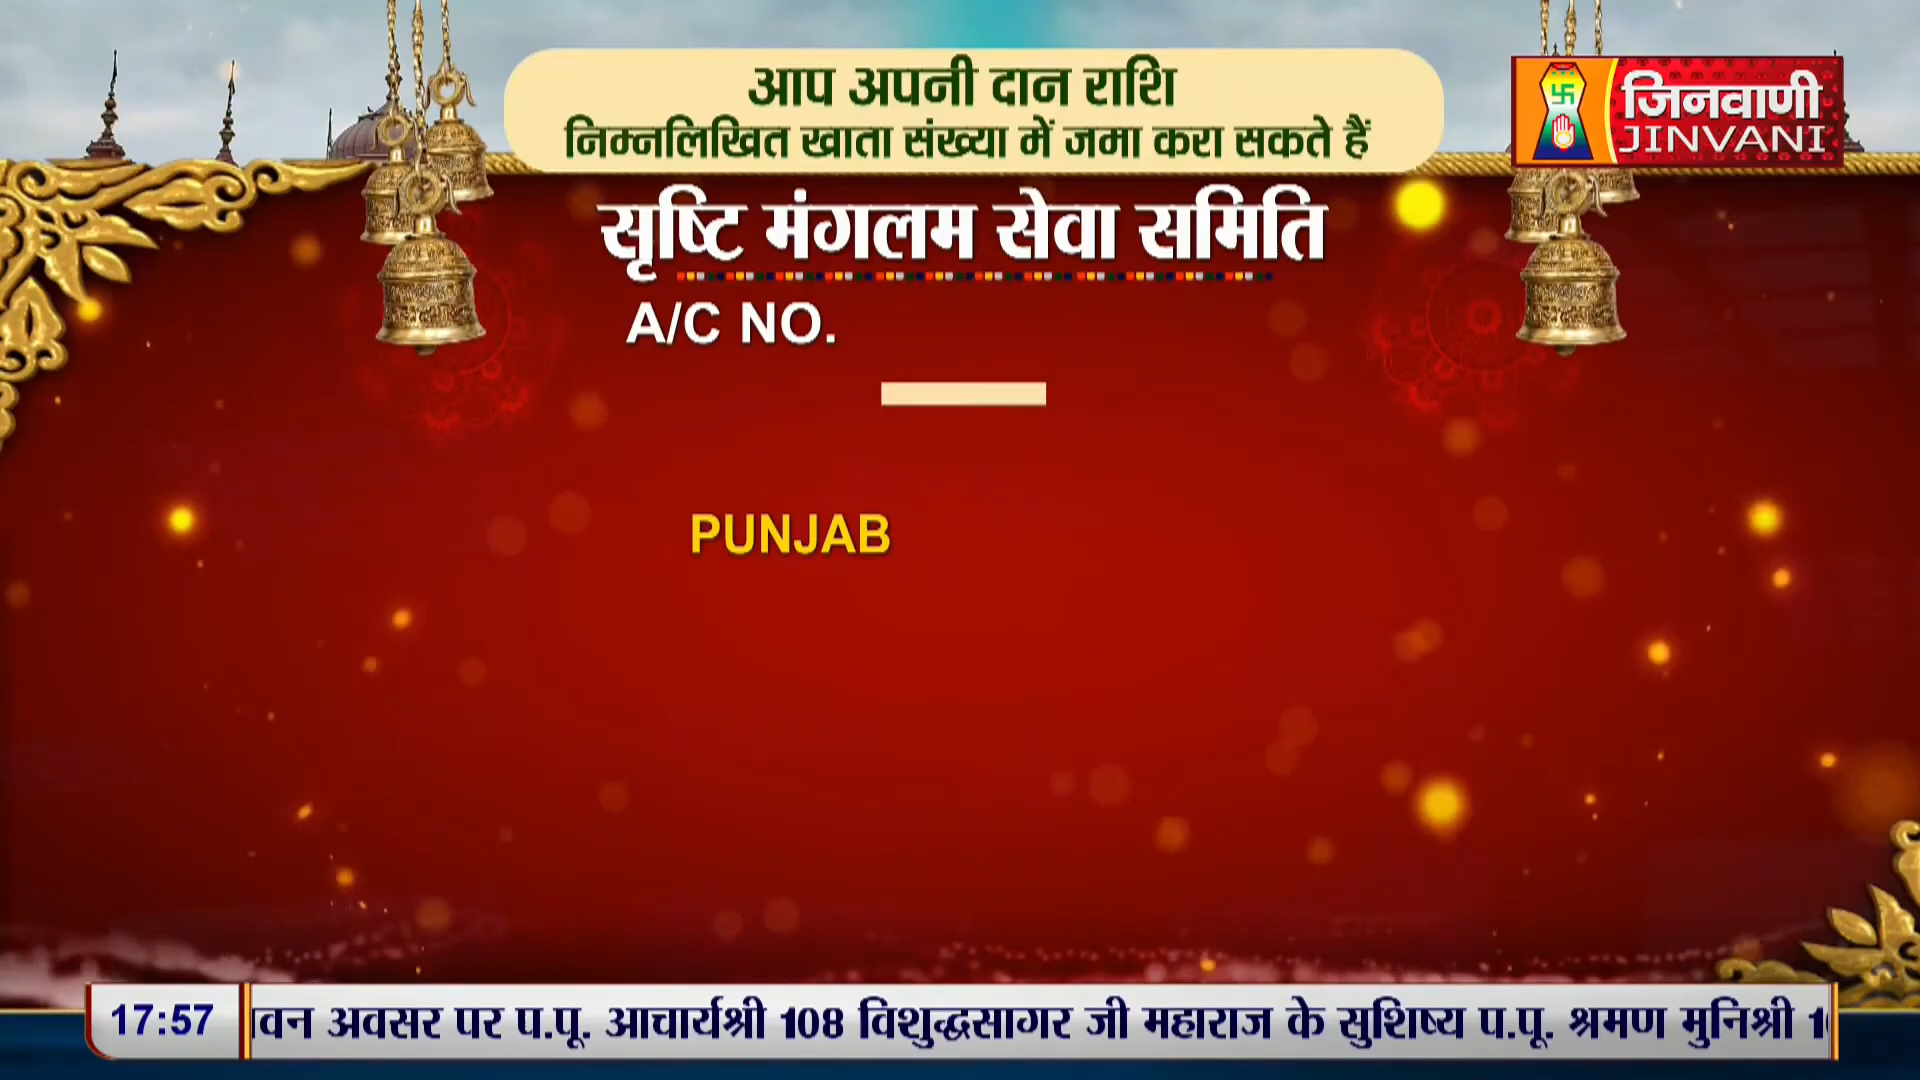 आप अपनी दान राशि
निम्नलिखित खाता संख्या में जमा करा सकते हैं
जिनवाणी
JINVANI
सृष्टि मंगलम सेवा समिति
A/C NO.
PUNJAB
17:57
अवसर पर प.पू. आचार्यश्री 108 विशुद्धसागर जी महाराज के सुशिष्य प.पू. श्रमण मुनिश्री